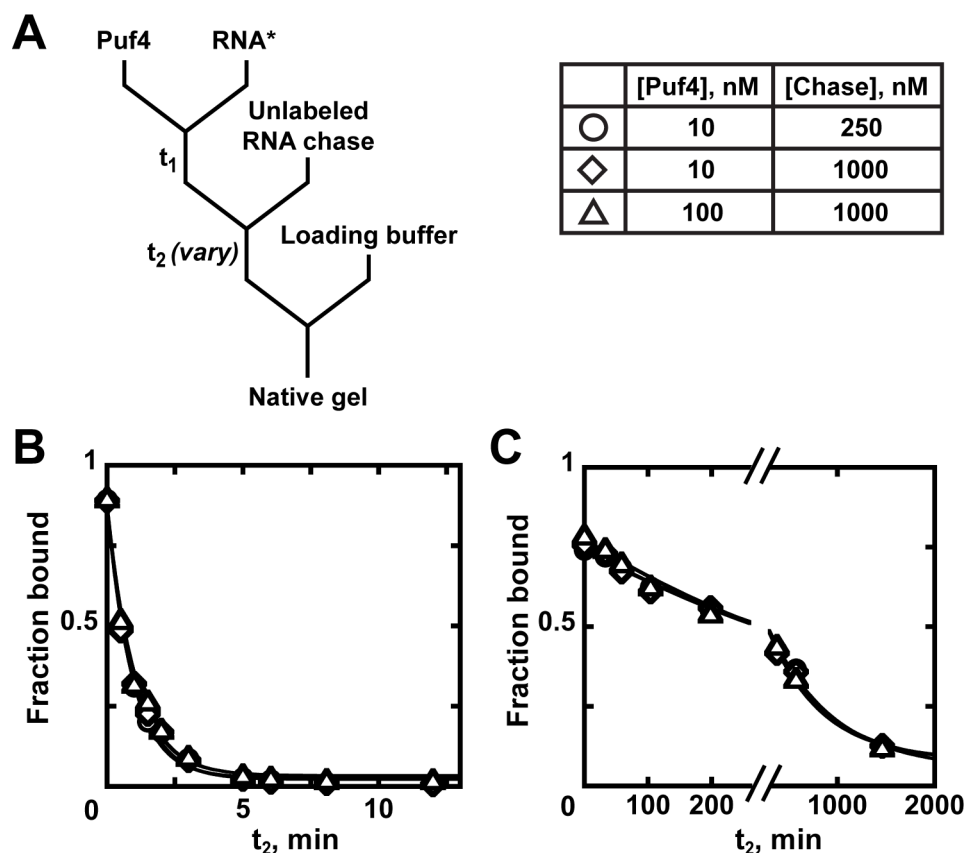 A
Puf4 RNA*
Unlabeled
RNA chase
t1
t2 (vary)
Loading buffer
Native gel
[Puf4], nM [Chase], nM
10 250
10 1000
100 1000
B
1
0.5
Fraction bound
0 5 10
t2, min
C
1
0.5
Fraction bound
0 100 200 1000 2000
t2, min